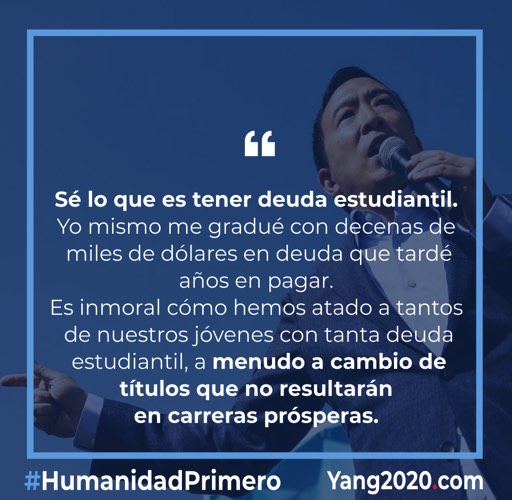 “
Sé lo que es tener deuda estudiantil.
Yo mismo me gradué con decenas de
miles de dólares en deuda que tardé
años en pagar.
Es inmoral cómo hemos atado a tantos
de nuestros jóvenes con tanta deuda
estudiantil, a menudo a cambio de
títulos que no resultarán
en carreras prósperas.
#HumanidadPrimero Yang2020.com